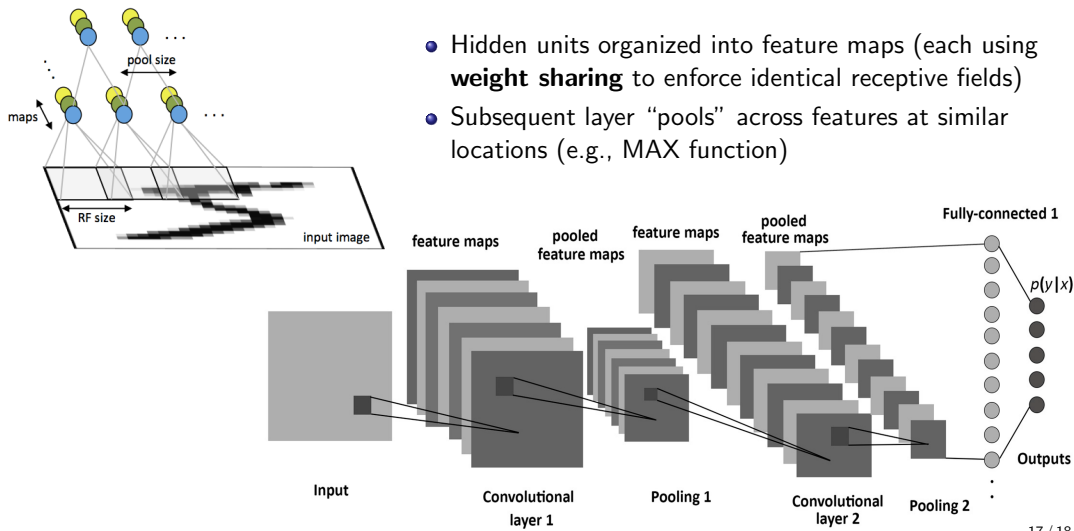 pool size
maps
RF size
input image
• Hidden units organized into feature maps (each using
weight sharing to enforce identical receptive fields)
• Subsequent layer “pools” across features at similar
locations (e.g., MAX function)
feature maps
pooled
feature maps
feature maps
pooled
feature maps
Fully-connected 1
p(y|x)
Input
Convolutional
layer 1
Pooling 1
Convolutional
layer 2
Pooling 2
Outputs
17 / 18